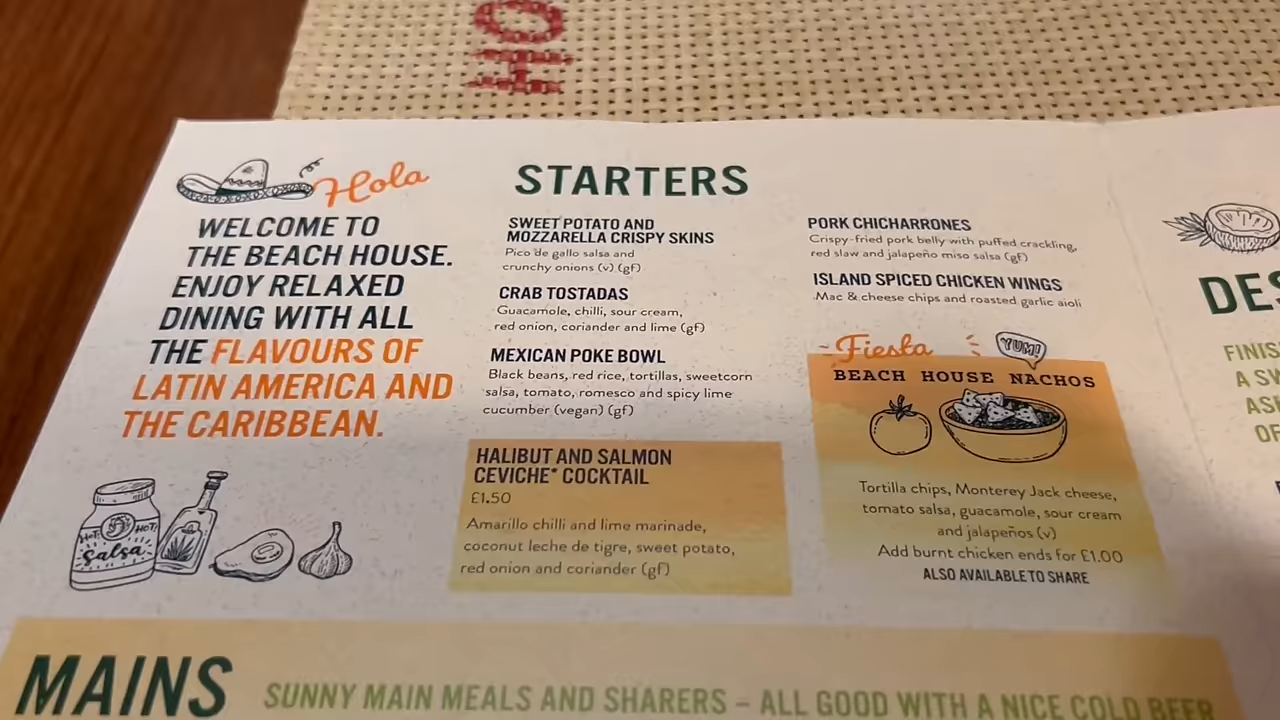 HO
Hola
WELCOME TO
THE BEACH HOUSE.
ENJOY RELAXED
DINING WITH ALL
THE FLAVOURS OF
LATIN AMERICA AND
THE CARIBBEAN.
HOT! HOT!
Salsa
STARTERS
SWEET POTATO AND
MOZZARELLA CRISPY SKINS
Pico de gallo salsa and
crunchy onions (v) (gf)
CRAB TOSTADAS
Guacamole, chilli, sour cream,
red onion, coriander and lime (gf)
MEXICAN POKE BOWL
Black beans, red rice, tortillas, sweetcorn
salsa, tomato, romesco and spicy lime
cucumber (vegan) (gf)
HALIBUT AND SALMON
CEVICHE* COCKTAIL
£1.50
Amarillo chilli and lime marinade,
coconut leche de tigre, sweet potato,
red onion and coriander (gf)
PORK CHICHARRONES
Crispy-fried pork belly with puffed crackling,
red slaw and jalapeño miso salsa (gf)
ISLAND SPICED CHICKEN WINGS
Mac & cheese chips and roasted garlic aioli
Fiesta
YUM!
BEACH HOUSE NACHOS
Tortilla chips, Monterey Jack cheese,
tomato salsa, guacamole, sour cream
and jalapeños (v)
Add burnt chicken ends for £1.00
ALSO AVAILABLE TO SHARE
DES
FINIS
A SW
AS
OF
MAINS
SUNNY MAIN MEALS AND SHARERS – ALL GOOD WITH A NICE COLD BEER